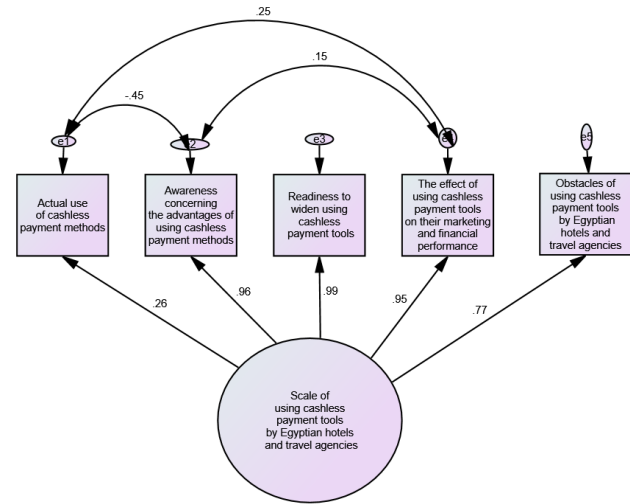 .25
.15
-.45
e1
2
e3
e5
Actual use
of cashless
payment methods
Awareness
concerning
the advantages of
using cashless
payment methods
Readiness to
widen using
cashless
payment tools
The effect of
using cashless
payment tools
on their marketing
and financial
performance
Obstacles of
using cashless
payment tools
by Egyptian
hotels and
travel agencies
.26
.96
.99
.95
.77
Scale of
using cashless
payment tools
by Egyptian hotels
and travel agencies